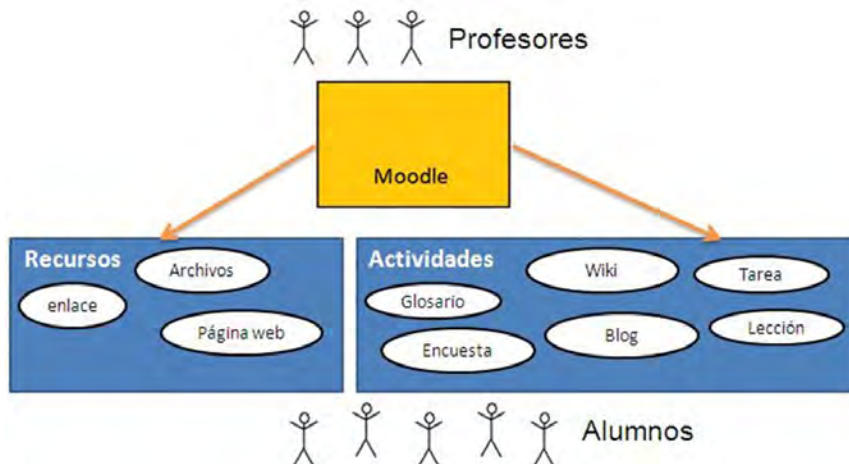 Profesores
Moodle
Recursos
Archivos
enlace
Página web
Actividades
Wiki
Tarea
Glosario
Encuesta
Blog
Lección
Alumnos